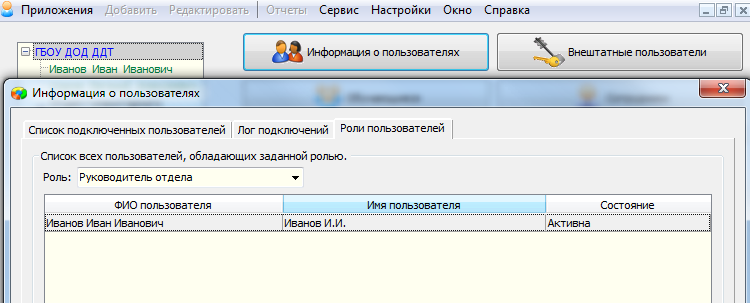 Приложения Добавить Редактировать Отчеты Сервис Настройки Окно Справка
ГБОУ ДОД ДДТ
Иванов Иван Иванович
Информация о пользователях
Внештатные пользователи
Информация о пользователях
Список подключенных пользователей Лог подключений Роли пользователей
Список всех пользователей, обладающих заданной ролью.
Роль: Руководитель отдела
ФИО пользователя Имя пользователя Состояние
Иванов Иван Иванович Иванов И.И. Активна